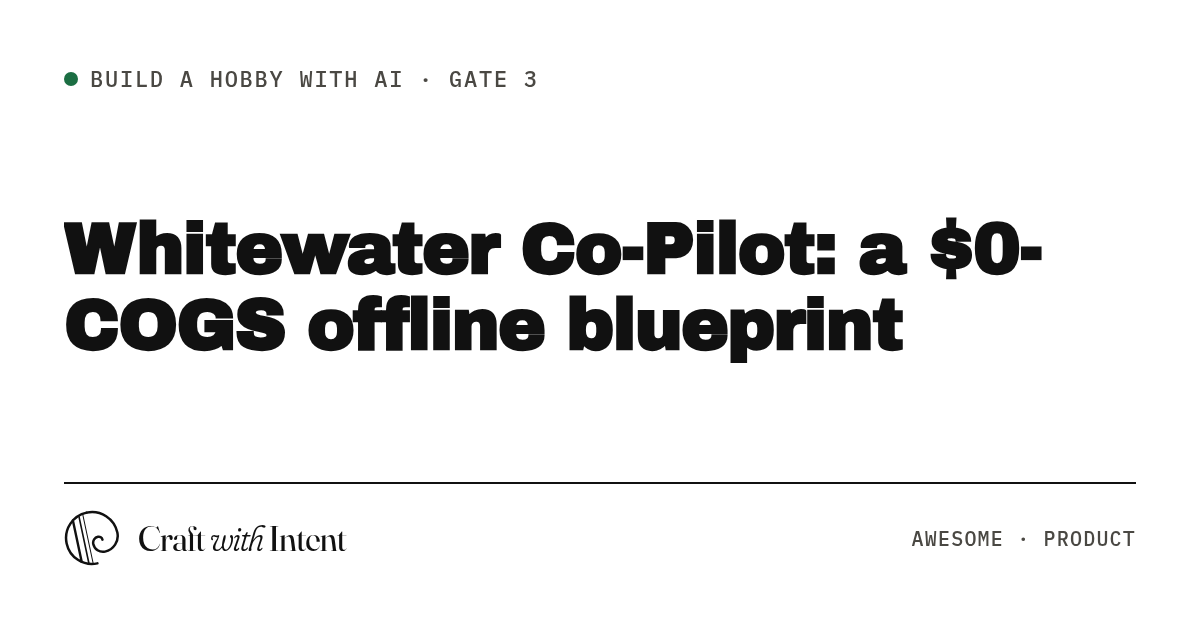 BUILD A HOBBY WITH AI · GATE 3
Whitewater Co-Pilot: a $0-
COGS offline blueprint
Craft with Intent
AWESOME · PRODUCT